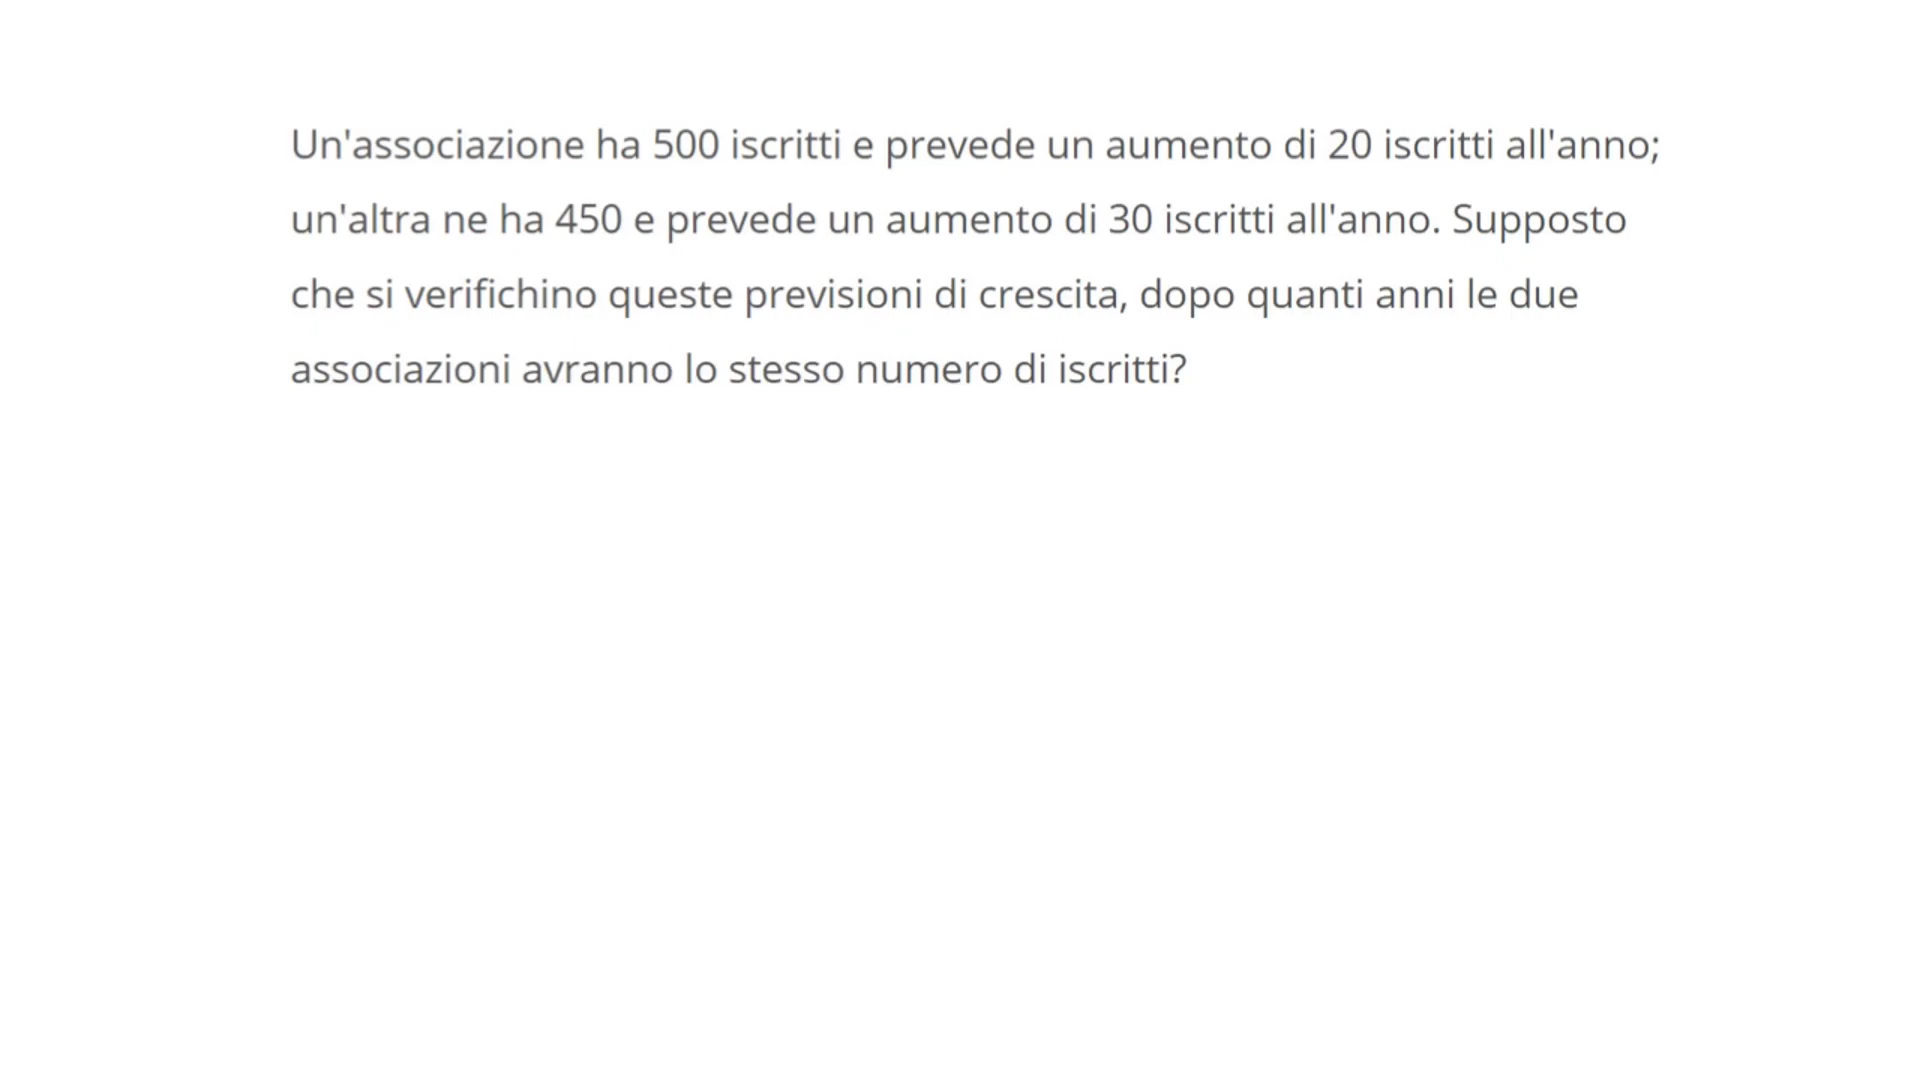 Un'associazione ha 500 iscritti e prevede un aumento di 20 iscritti all'anno;
un'altra ne ha 450 e prevede un aumento di 30 iscritti all'anno. Supposto
che si verifichino queste previsioni di crescita, dopo quanti anni le due
associazioni avranno lo stesso numero di iscritti?